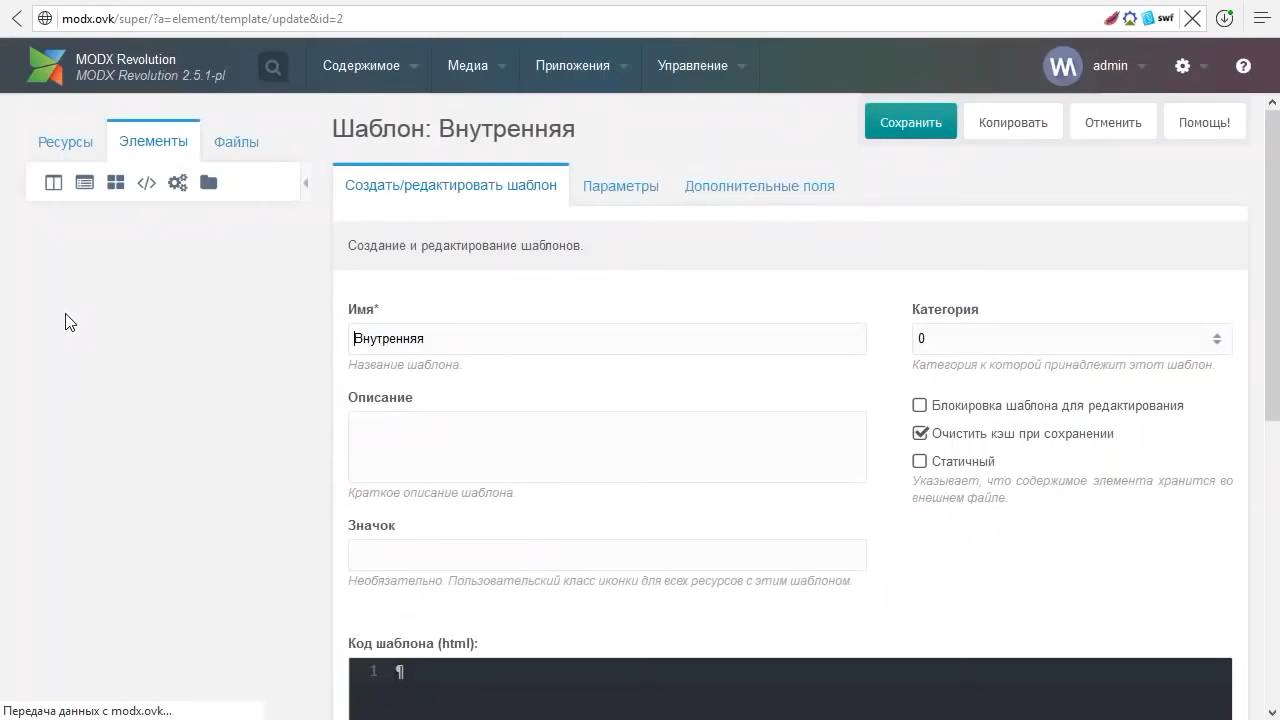 modx.ovk/super/?a=element/template/update&id=2
swf
MODX Revolution
MODX Revolution 2.5.1-pl
Содержимое
Медиа
Приложения
Управление
admin
Ресурсы
Элементы
Файлы
Шаблон: Внутренняя
Сохранить
Копировать
Отменить
Помощь!
Создать/редактировать шаблон
Параметры
Дополнительные поля
Создание и редактирование шаблонов.
Имя*
Внутренняя
Название шаблона.
Описание
Краткое описание шаблона.
Значок
Необязательно. Пользовательский класс иконки для всех ресурсов с этим шаблоном.
Категория
0
Категория к которой принадлежит этот шаблон.
Блокировка шаблона для редактирования
Очистить кэш при сохранении
Статичный
Указывает, что содержимое элемента хранится во
внешнем файле.
Код шаблона (html):
1 ¶
Передача данных с modx.ovk...